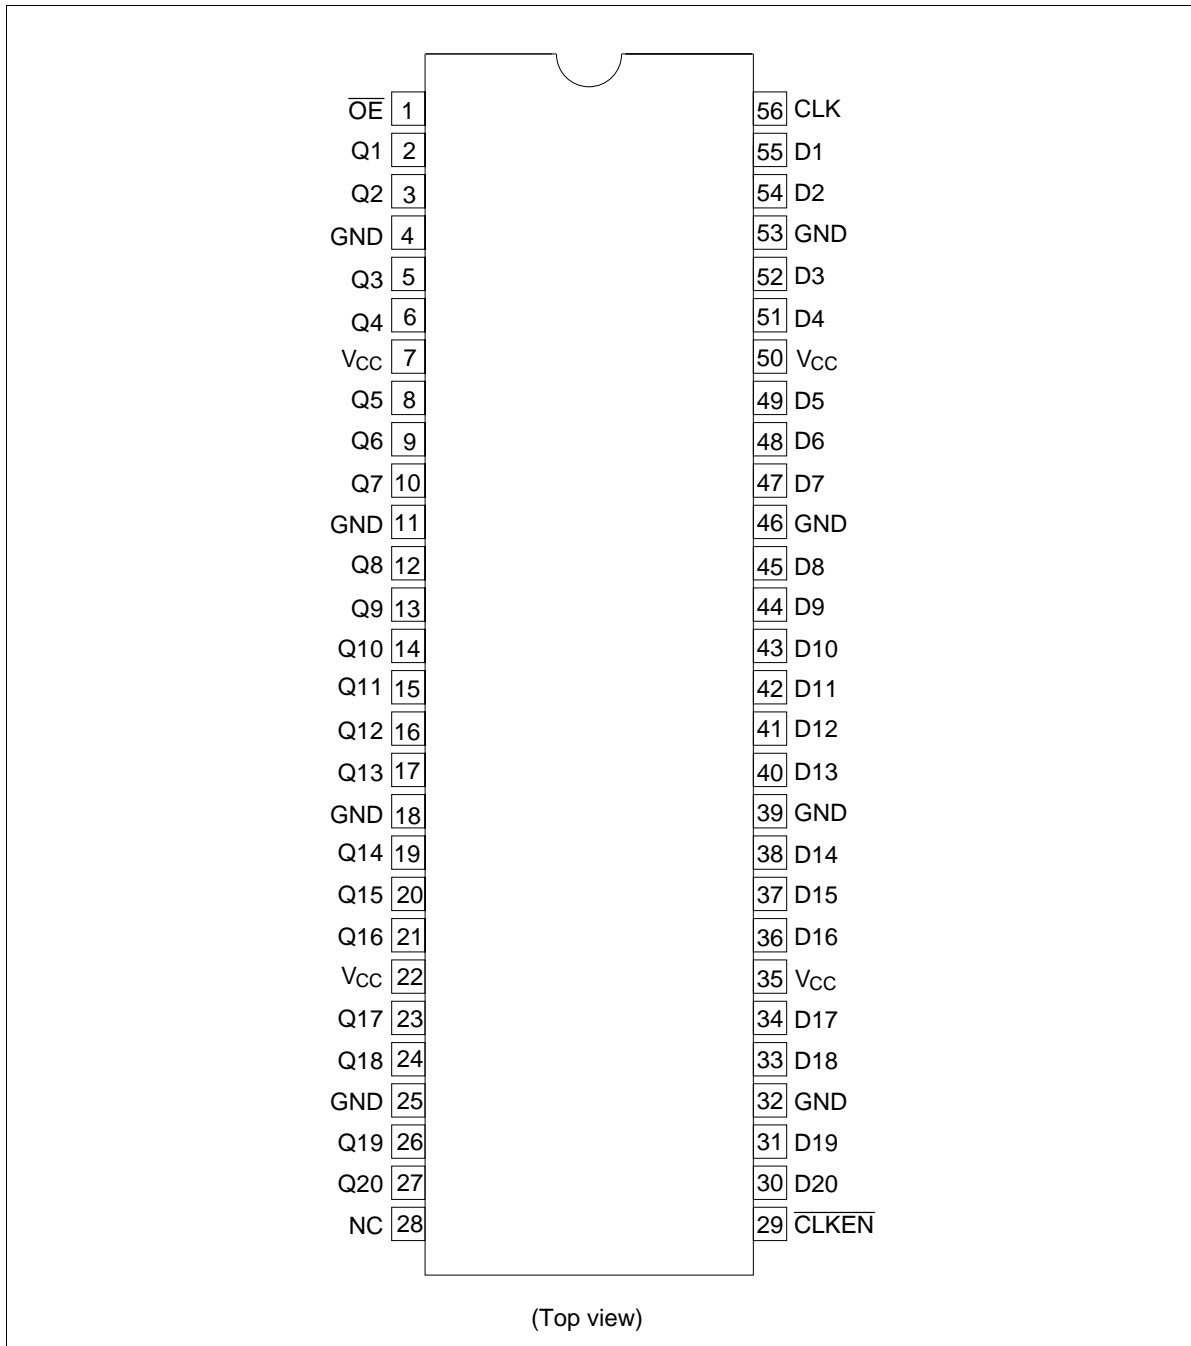 O̅E̅ 1 56 CLK
Q1 2 55 D1
Q2 3 54 D2
GND 4 53 GND
Q3 5 52 D3
Q4 6 51 D4
VCC 7 50 VCC
Q5 8 49 D5
Q6 9 48 D6
Q7 10 47 D7
GND 11 46 GND
Q8 12 45 D8
Q9 13 44 D9
Q10 14 43 D10
Q11 15 42 D11
Q12 16 41 D12
Q13 17 40 D13
GND 18 39 GND
Q14 19 38 D14
Q15 20 37 D15
Q16 21 36 D16
VCC 22 35 VCC
Q17 23 34 D17
Q18 24 33 D18
GND 25 32 GND
Q19 26 31 D19
Q20 27 30 D20
NC 28 29 C̅L̅K̅E̅N̅
(Top view)